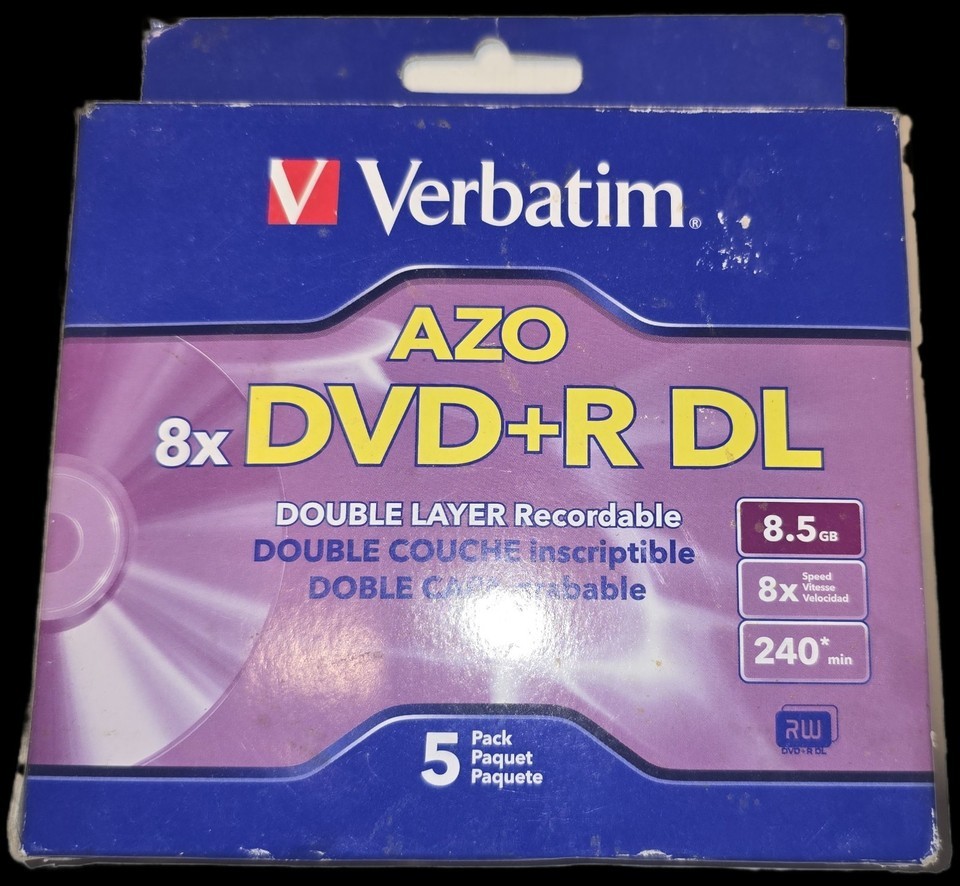 V Verbatim®
AZO
8x DVD+R DL
DOUBLE LAYER Recordable
DOUBLE COUCHE inscriptible
DOBLE
8.5 GB
8x Speed
Vitesse
Velocidad
240* min
RW
DVD+R DL
5 Pack
Paquet
Paquete